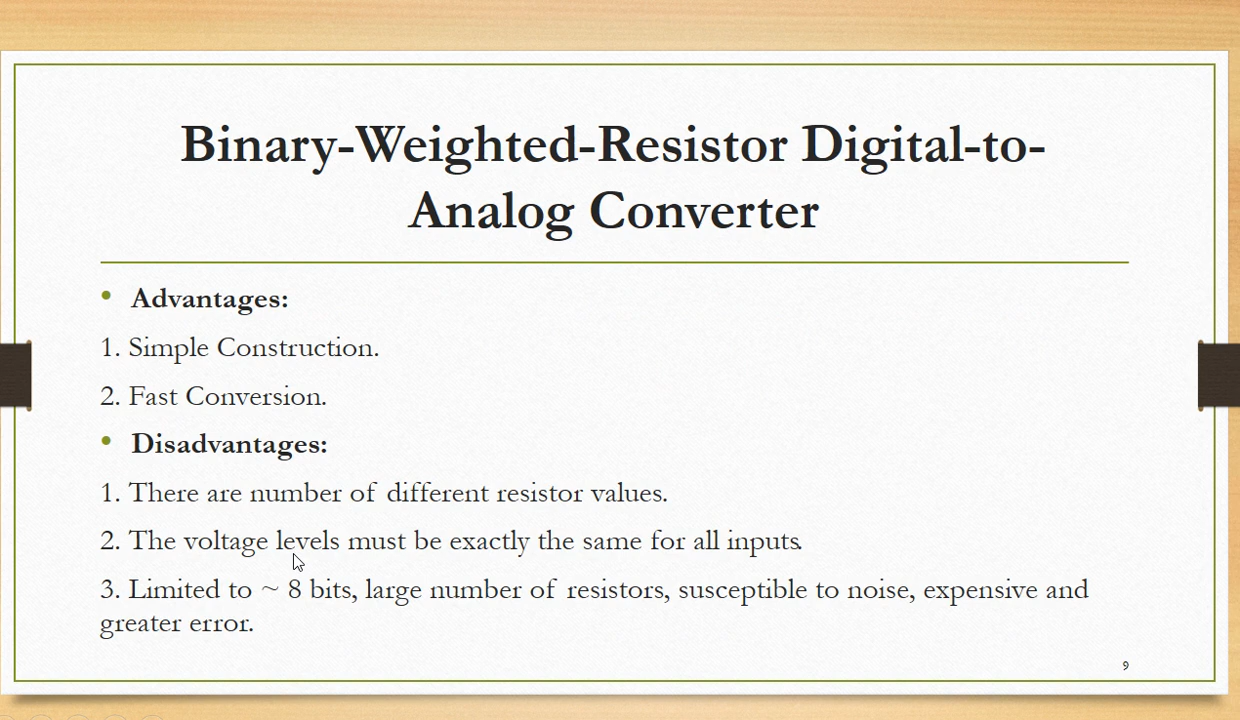 Binary-Weighted-Resistor Digital-to-
Analog Converter
• Advantages:
1. Simple Construction.
2. Fast Conversion.
• Disadvantages:
1. There are number of different resistor values.
2. The voltage levels must be exactly the same for all inputs.
3. Limited to ~ 8 bits, large number of resistors, susceptible to noise, expensive and
greater error.
9